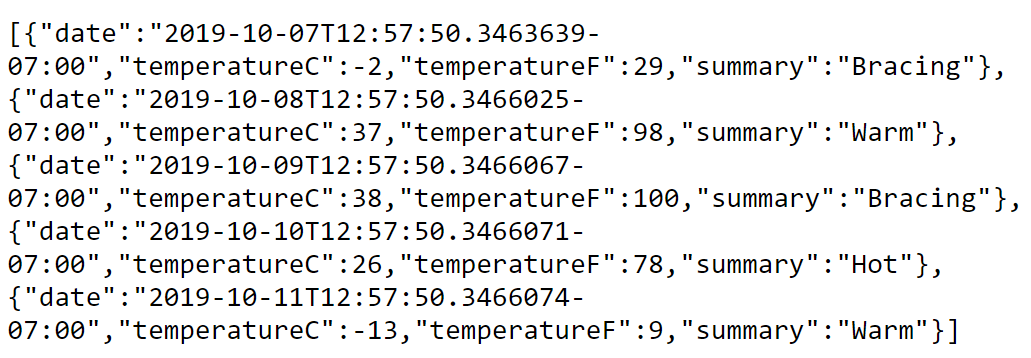 [{"date":"2019-10-07T12:57:50.3463639-
07:00","temperatureC":-2,"temperatureF":29,"summary":"Bracing"},
{"date":"2019-10-08T12:57:50.3466025-
07:00","temperatureC":37,"temperatureF":98,"summary":"Warm"},
{"date":"2019-10-09T12:57:50.3466067-
07:00","temperatureC":38,"temperatureF":100,"summary":"Bracing"},
{"date":"2019-10-10T12:57:50.3466071-
07:00","temperatureC":26,"temperatureF":78,"summary":"Hot"},
{"date":"2019-10-11T12:57:50.3466074-
07:00","temperatureC":-13,"temperatureF":9,"summary":"Warm"}]